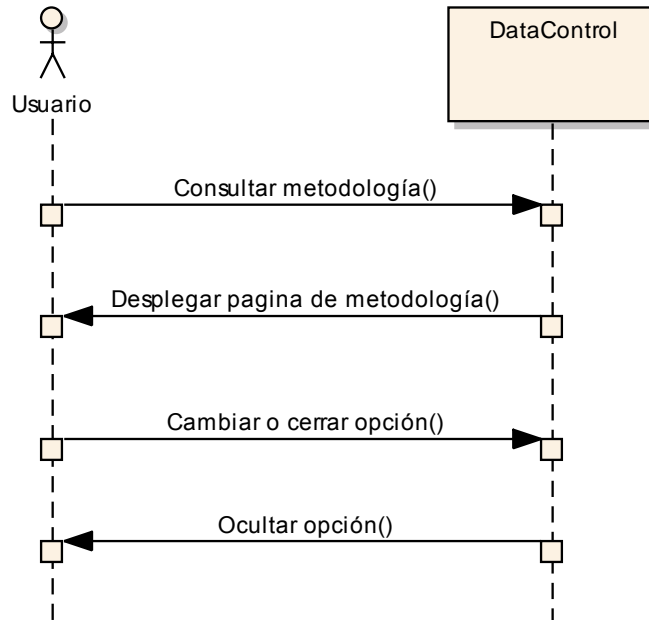 DataControl
Usuario
Consultar metodología()
Desplegar pagina de metodología()
Cambiar o cerrar opción()
Ocultar opción()